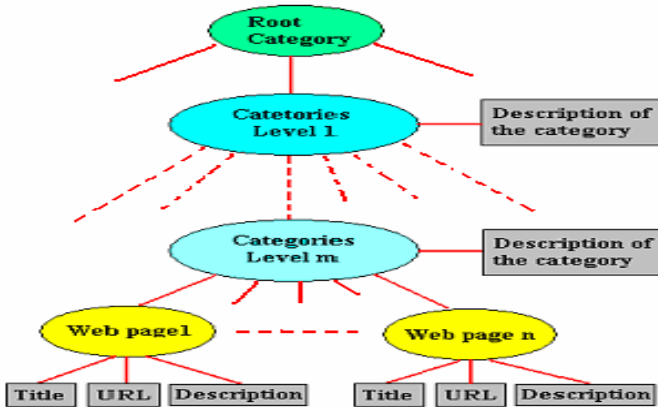 Root
Category
Catetories
Level 1
Description of
the category
Categories
Level m
Description of
the category
Web page1
Web page n
Title
URL
Description
Title
URL
Description